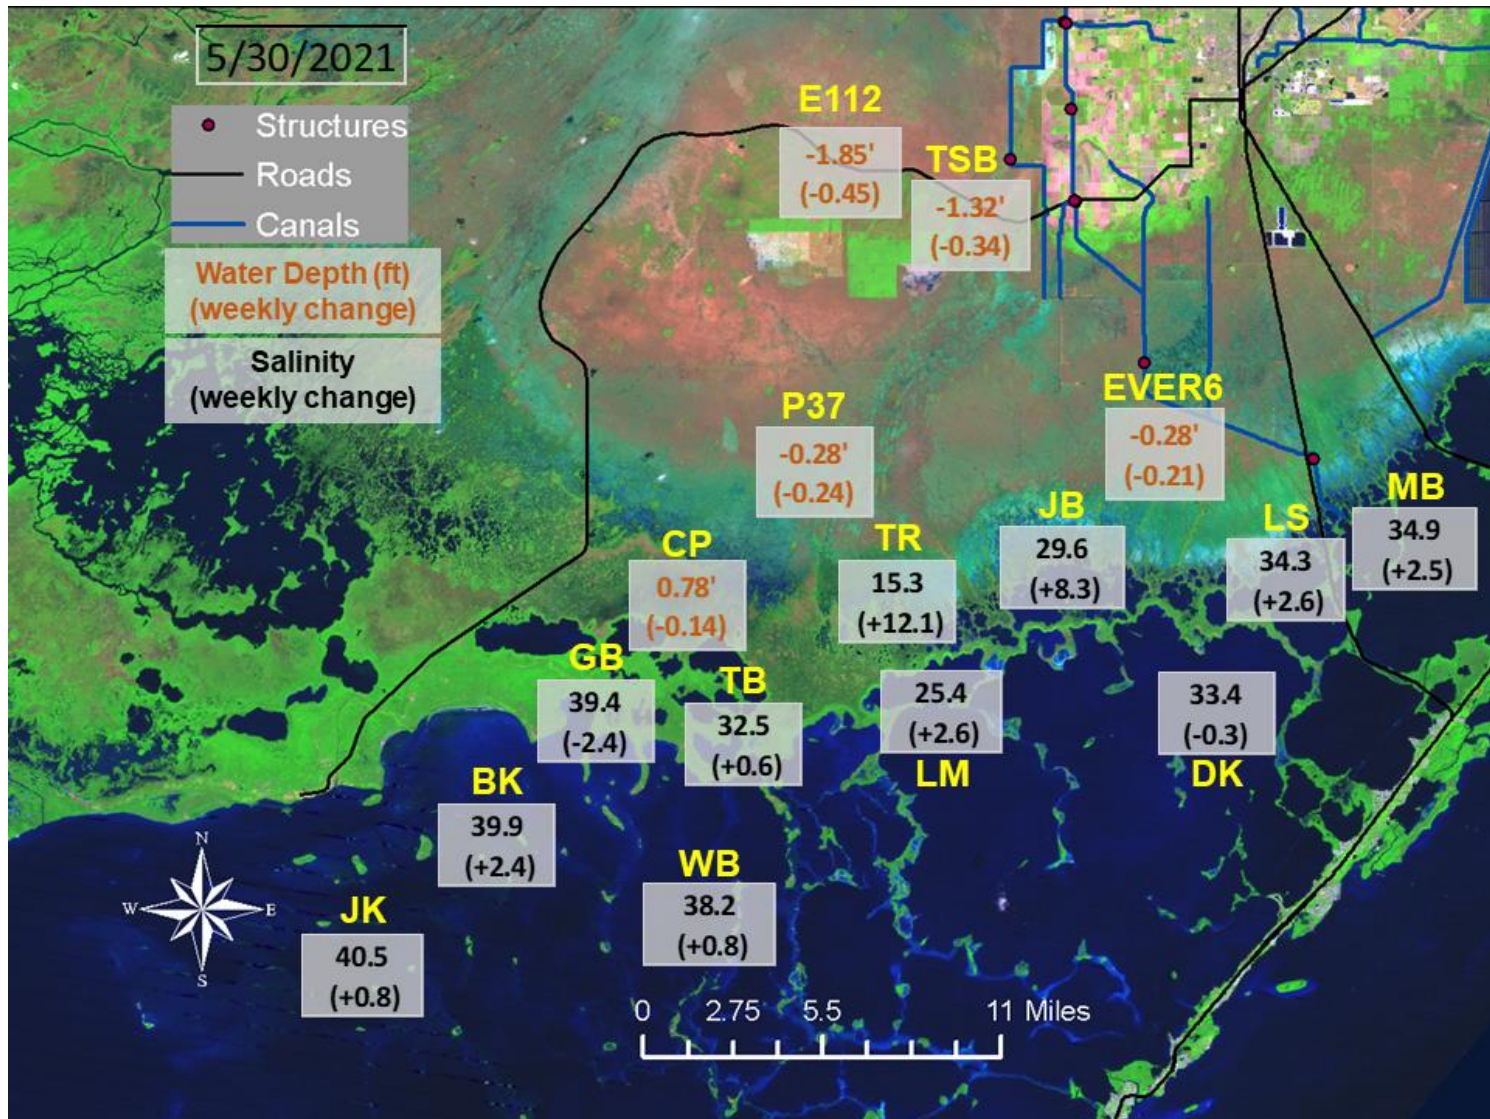 5/30/2021
Structures
Roads
Canals
Water Depth (ft)
(weekly change)
Salinity
(weekly change)
E112
-1.85'
(-0.45)
TSB
-1.32'
(-0.34)
P37
-0.28'
(-0.24)
EVER6
-0.28'
(-0.21)
MB
34.9
(+2.5)
LS
34.3
(+2.6)
JB
29.6
(+8.3)
TR
15.3
(+12.1)
CP
0.78'
(-0.14)
GB
39.4
(-2.4)
TB
32.5
(+0.6)
25.4
(+2.6)
LM
33.4
(-0.3)
DK
BK
39.9
(+2.4)
WB
38.2
(+0.8)
JK
40.5
(+0.8)
N
W E
S
0 2.75 5.5 11 Miles